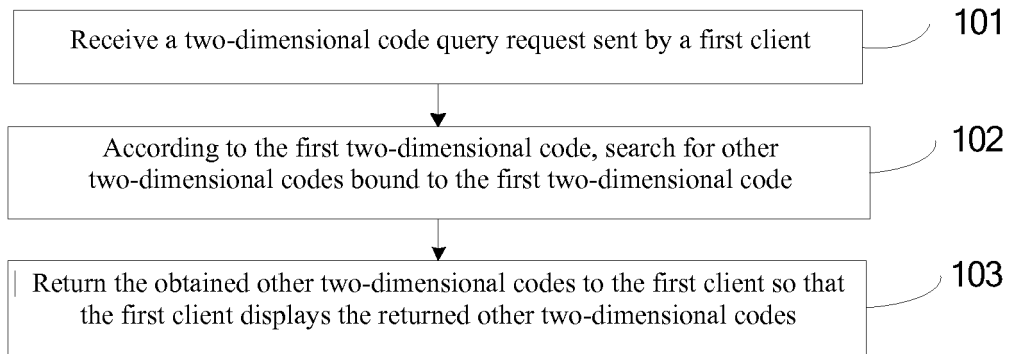 Receive a two-dimensional code query request sent by a first client
101
According to the first two-dimensional code, search for other
two-dimensional codes bound to the first two-dimensional code
102
Return the obtained other two-dimensional codes to the first client so that
the first client displays the returned other two-dimensional codes
103